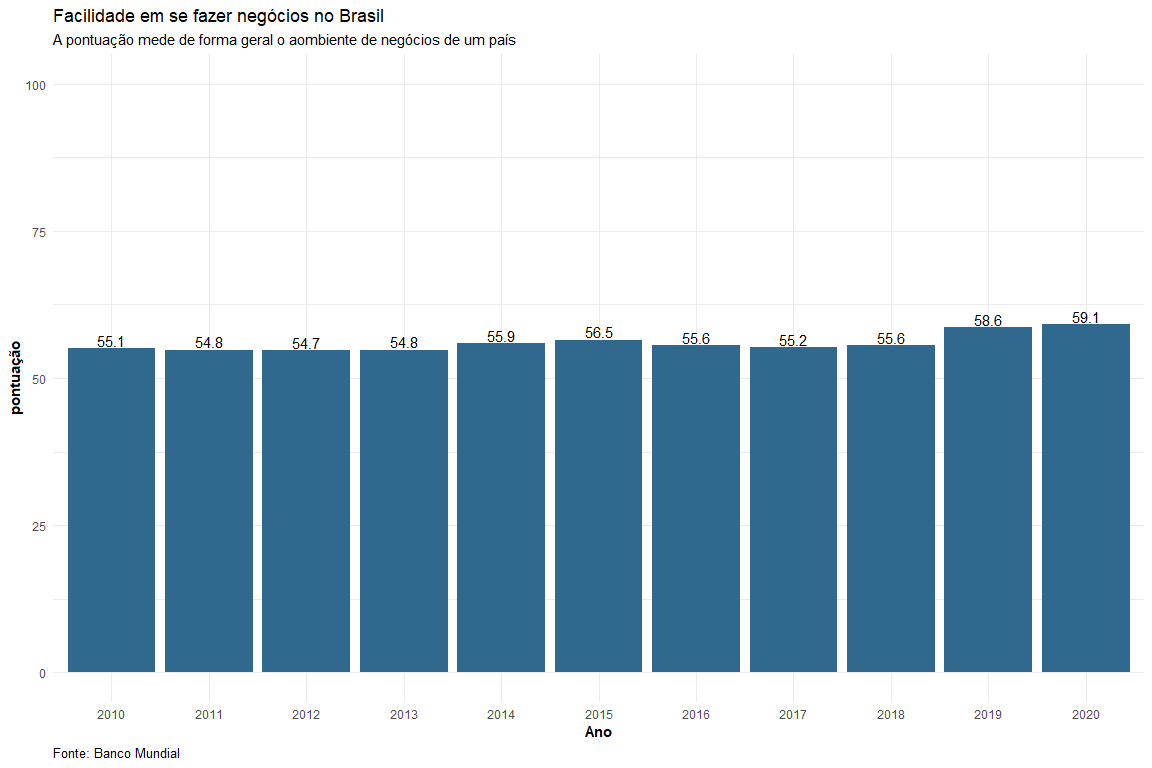 Facilidade em se fazer negócios no Brasil
A pontuação mede de forma geral o aombiente de negócios de um país
100
75
50
25
0
pontuação
55.1 54.8 54.7 54.8 55.9 56.5 55.6 55.2 55.6 58.6 59.1
2010 2011 2012 2013 2014 2015 2016 2017 2018 2019 2020
Ano
Fonte: Banco Mundial